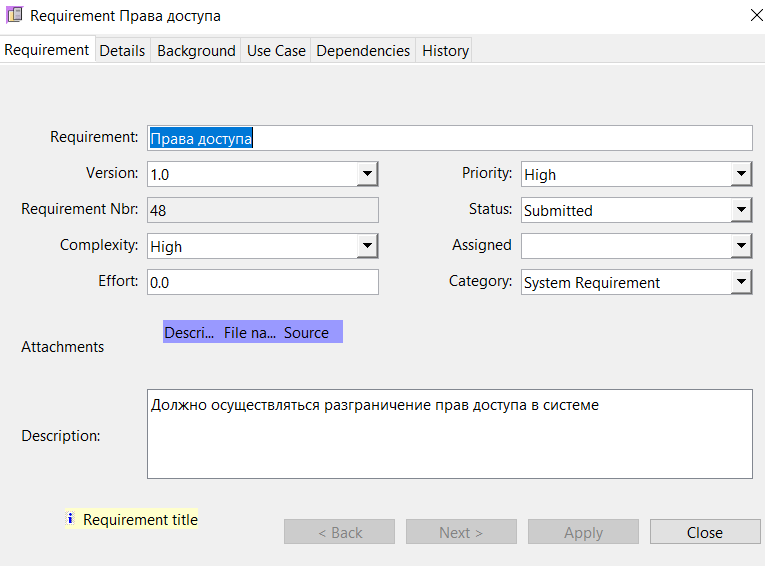 Requirement Права доступа
Requirement Details Background Use Case Dependencies History
Requirement: Права доступа
Version: 1.0 Priority: High
Requirement Nbr: 48 Status: Submitted
Complexity: High Assigned
Effort: 0.0 Category: System Requirement
Descri... File na... Source
Attachments
Должно осуществляться разграничение прав доступа в системе
Description:
Requirement title
< Back Next > Apply Close